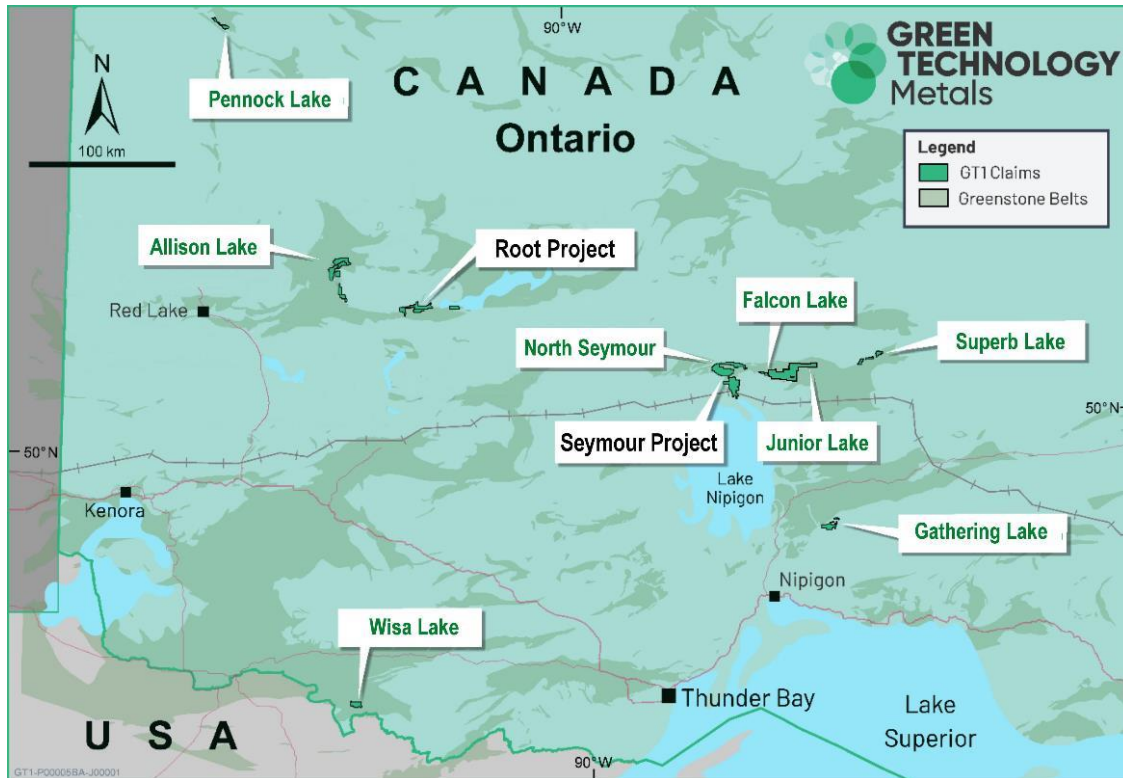 90°W
GREEN
TECHNOLOGY
Metals
N
Pennock Lake
CANADA
Ontario
100 km
Legend
GT1 Claims
Greenstone Belts
Allison Lake
Root Project
Red Lake
Falcon Lake
North Seymour
Superb Lake
Seymour Project
Junior Lake
50°N
50°N
Lake
Nipigon
Kenora
Gathering Lake
Nipigon
Wisa Lake
Thunder Bay
Lake
Superior
USA
90°W
GT1-P00005BA-J00001